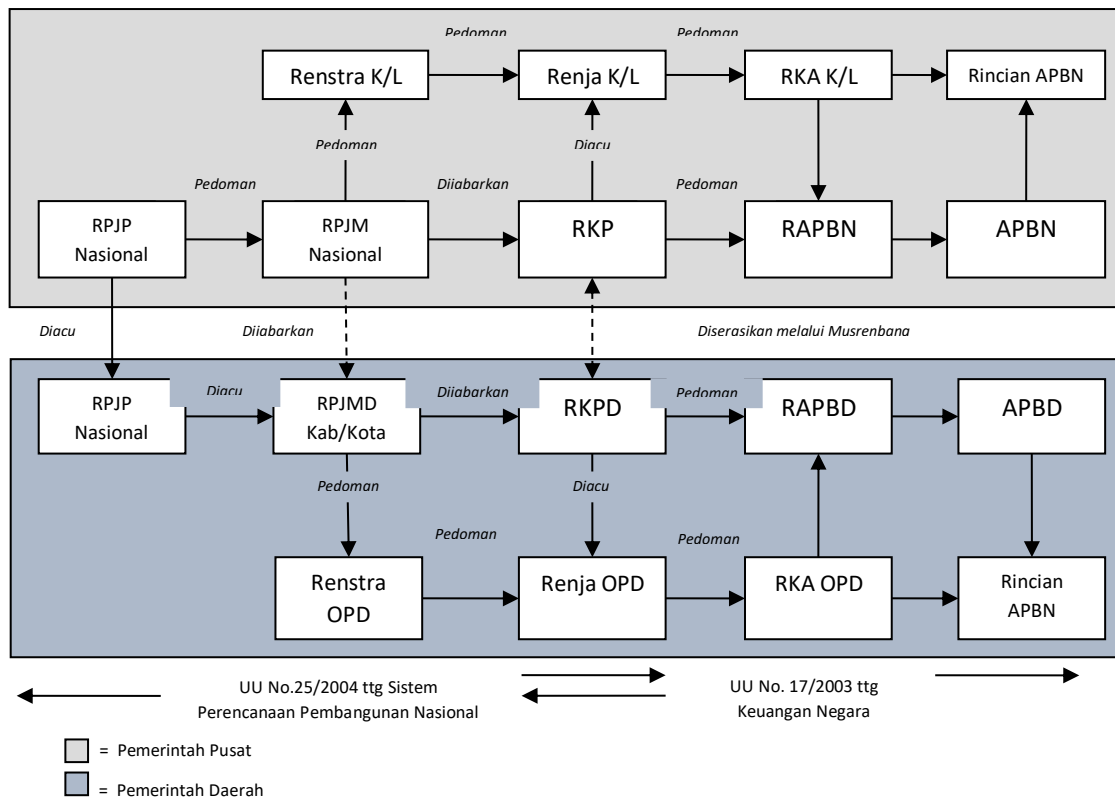 Pedoman
Pedoman
Renstra K/L
Renja K/L
RKA K/L
Rincian APBN
Pedoman
Diacu
Pedoman
Diiabarkan
Pedoman
RPJP
Nasional
RPJM
Nasional
RKP
RAPBN
APBN
Diacu
Diiabarkan
Diserasikan melalui Musrenbana
RPJP
Nasional
Diacu
RPJMD
Kab/Kota
Diiabarkan
RKPD
Pedoman
RAPBD
APBD
Pedoman
Diacu
Pedoman
Pedoman
Renstra
OPD
Renja OPD
RKA OPD
Rincian
APBN
UU No.25/2004 ttg Sistem
Perencanaan Pembangunan Nasional
UU No. 17/2003 ttg
Keuangan Negara
= Pemerintah Pusat
= Pemerintah Daerah